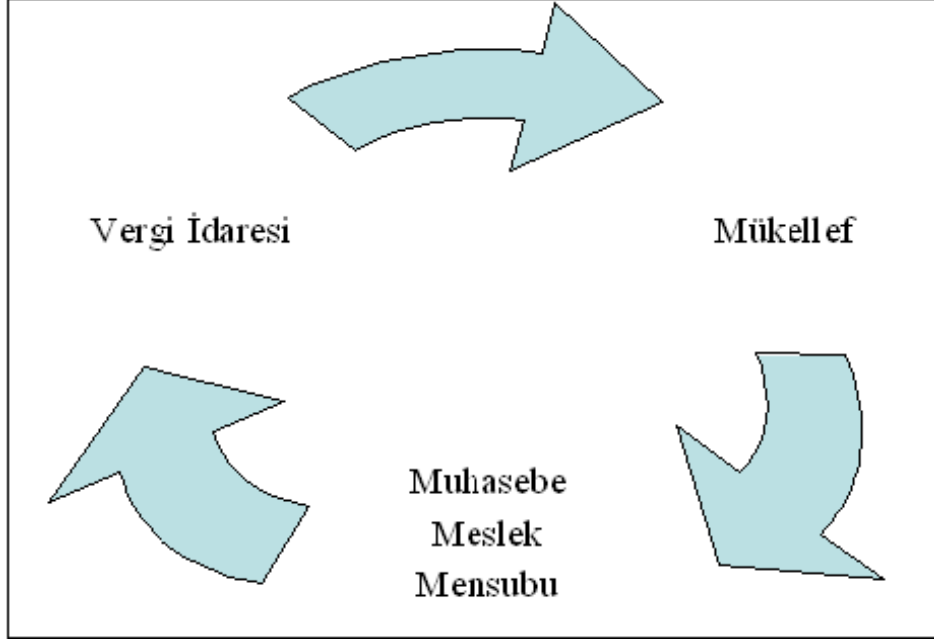 Vergi İdaresi
Mükellef
Muhasebe
Meslek
Mensubu